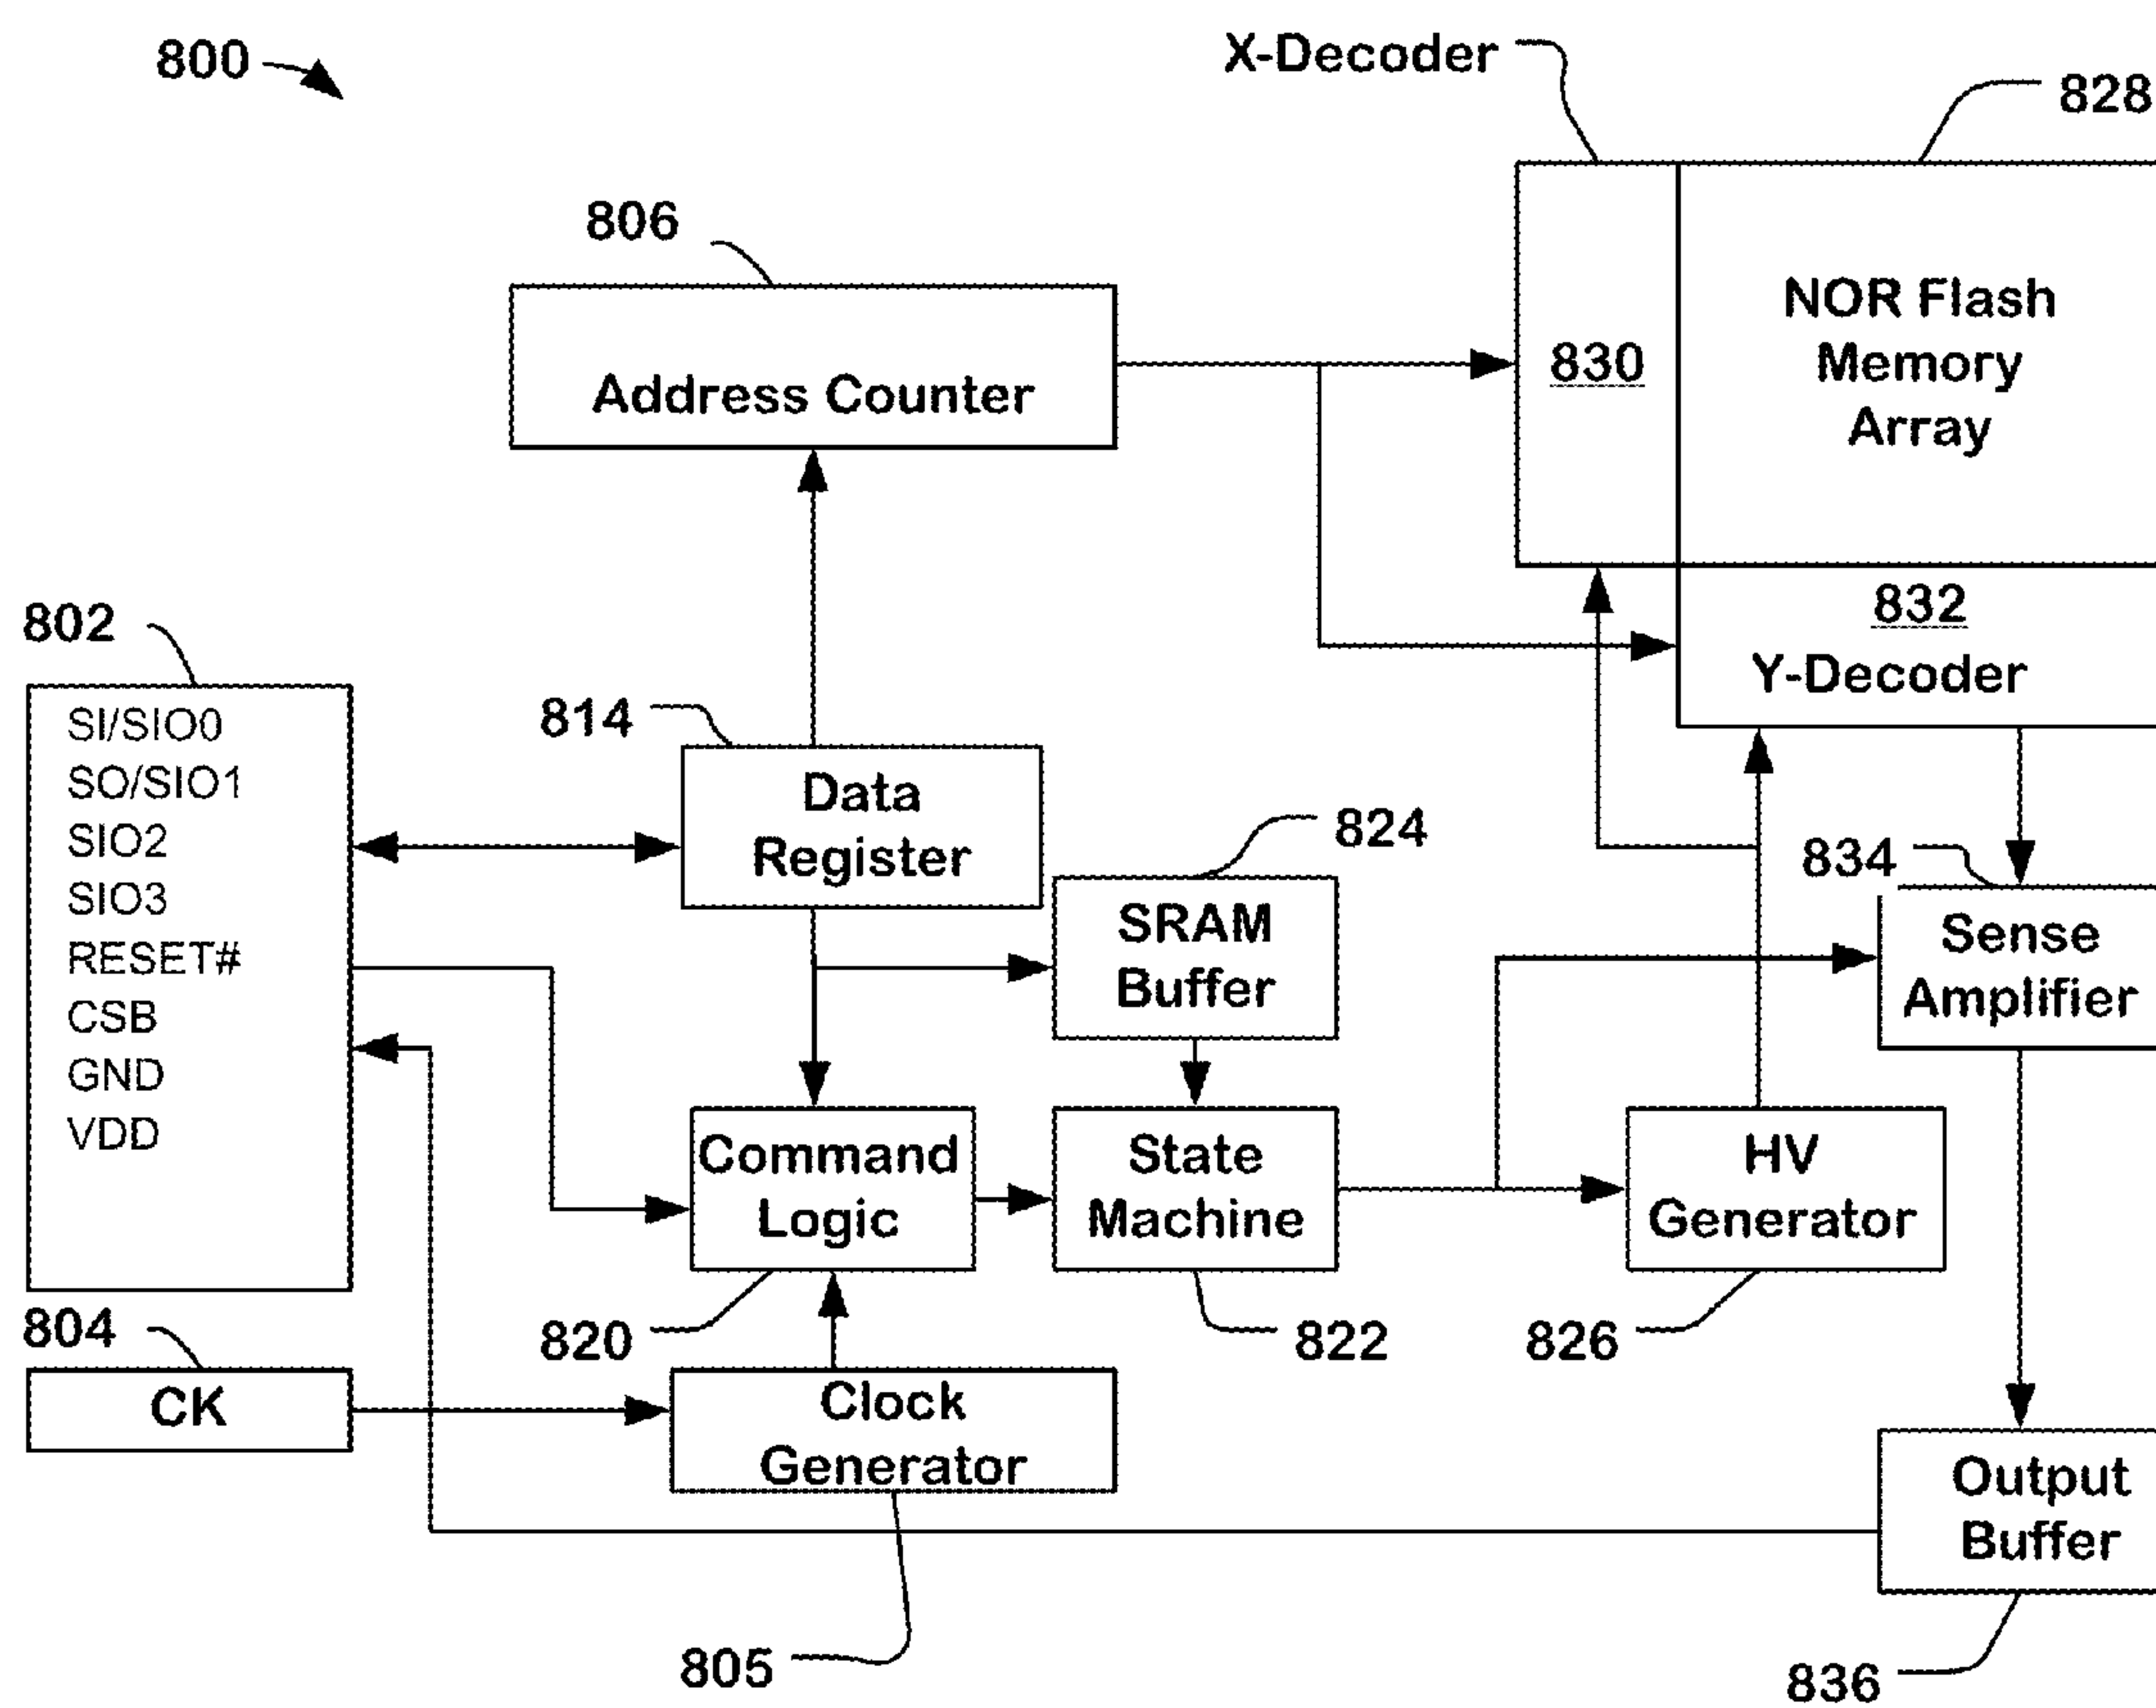 800
X-Decoder
828
806
Address Counter
830
NOR Flash
Memory
Array
832
Y-Decoder
802
SI/SIO0
SO/SIO1
SIO2
SIO3
RESET#
CSB
GND
VDD
814
Data
Register
824
SRAM
Buffer
834
Sense
Amplifier
Command
Logic
State
Machine
HV
Generator
820
822
826
804
CK
Clock
Generator
805
Output
Buffer
836